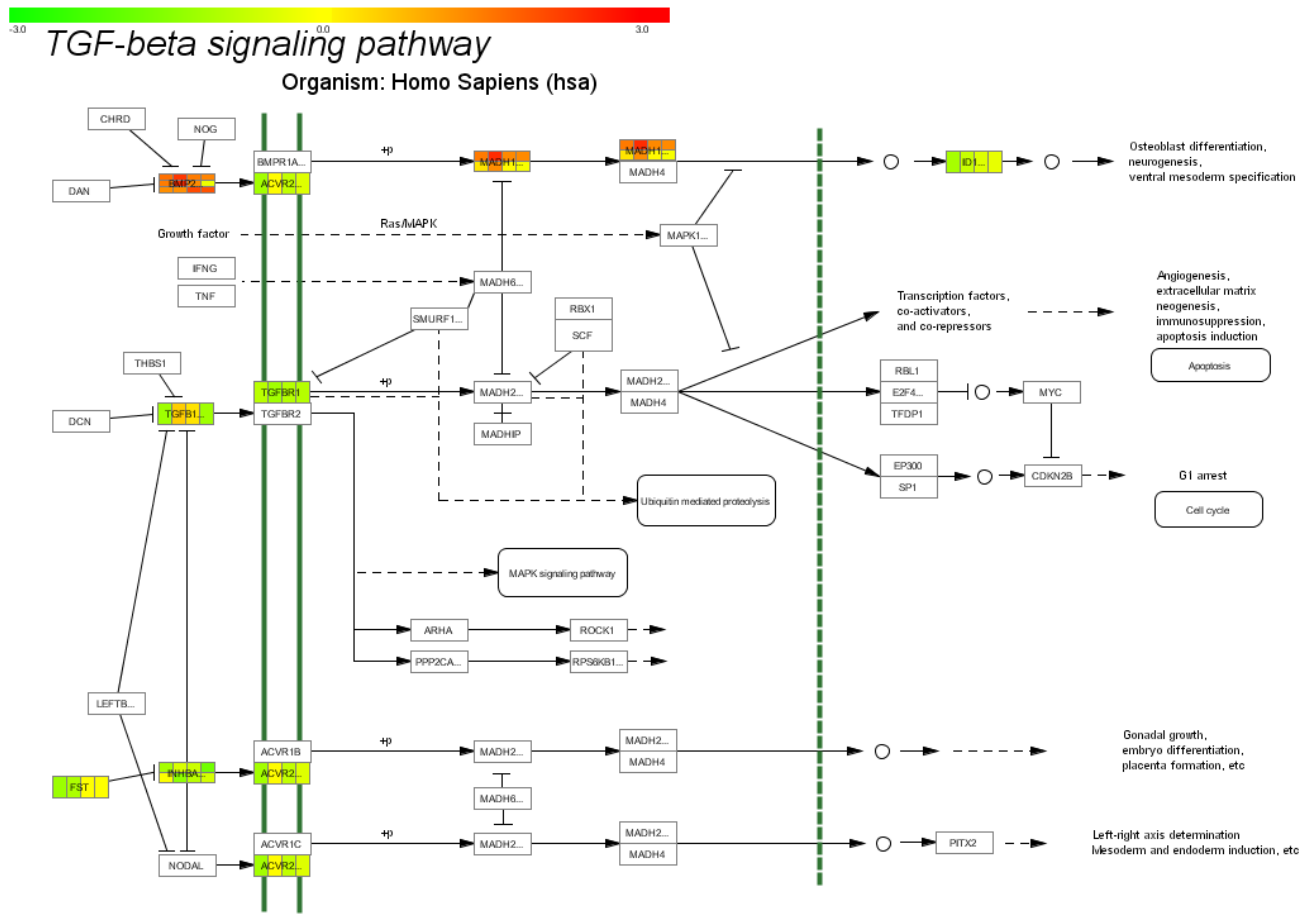 -3.0
0.0
3.0
TGF-beta signaling pathway
Organism: Homo Sapiens (hsa)
CHRD
NOG
DAN
BMP2...
BMPR1A...
ACVR2...
+p
MADH1...
MADH1...
MADH4
ID1...
Osteoblast differentiation,
neurogenesis,
ventral mesoderm specification
Growth factor
Ras/MAPK
MAPK1...
IFNG
TNF
MADH6...
SMURF1...
RBX1
SCF
Transcription factors,
co-activators,
and co-repressors
Angiogenesis,
extracellular matrix
neogenesis,
immunosuppression,
apoptosis induction
Apoptosis
THBS1
DCN
TGFB1...
TGFBR1
TGFBR2
+p
MADH2...
MADHIP
MADH2...
MADH4
RBL1
E2F4...
TFDP1
MYC
EP300
SP1
CDKN2B
G1 arrest
Cell cycle
Ubiquitin mediated proteolysis
MAPK signaling pathway
ARHA
ROCK1
PPP2CA...
RPS6KB1...
LEFTB...
FST
INHBA...
ACVR1B
ACVR2...
+p
MADH2...
MADH2...
MADH4
Gonadal growth,
embryo differentiation,
placenta formation, etc
MADH6...
NODAL
ACVR1C
ACVR2...
+p
MADH2...
MADH2...
MADH4
PITX2
Left-right axis determination
Mesoderm and endoderm induction, etc